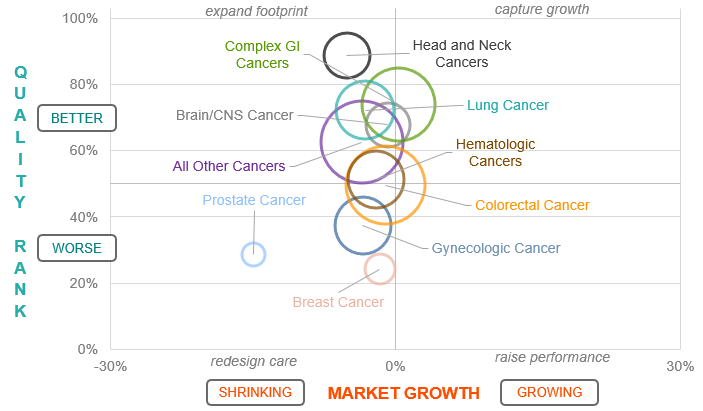 expand footprint
capture growth
100%
80%
60%
40%
20%
0%
QUALITY RANK
BETTER
WORSE
Complex GI
Cancers
Head and Neck
Cancers
Brain/CNS Cancer
Lung Cancer
All Other Cancers
Hematologic
Cancers
Prostate Cancer
Colorectal Cancer
Gynecologic Cancer
Breast Cancer
redesign care
raise performance
-30%
0%
30%
SHRINKING
MARKET GROWTH
GROWING